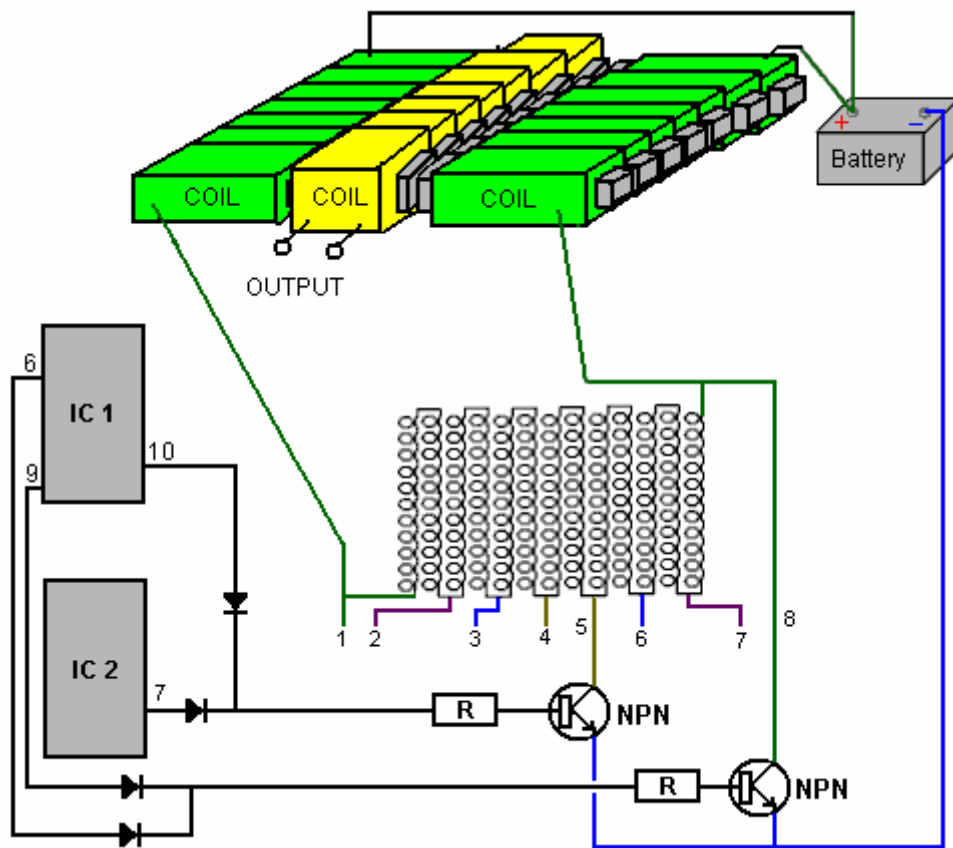 + −
Battery
COIL COIL COIL
OUTPUT
6
IC 1
9 10
1 2 3 4 5 6 7 8
IC 2
7
R NPN
R NPN